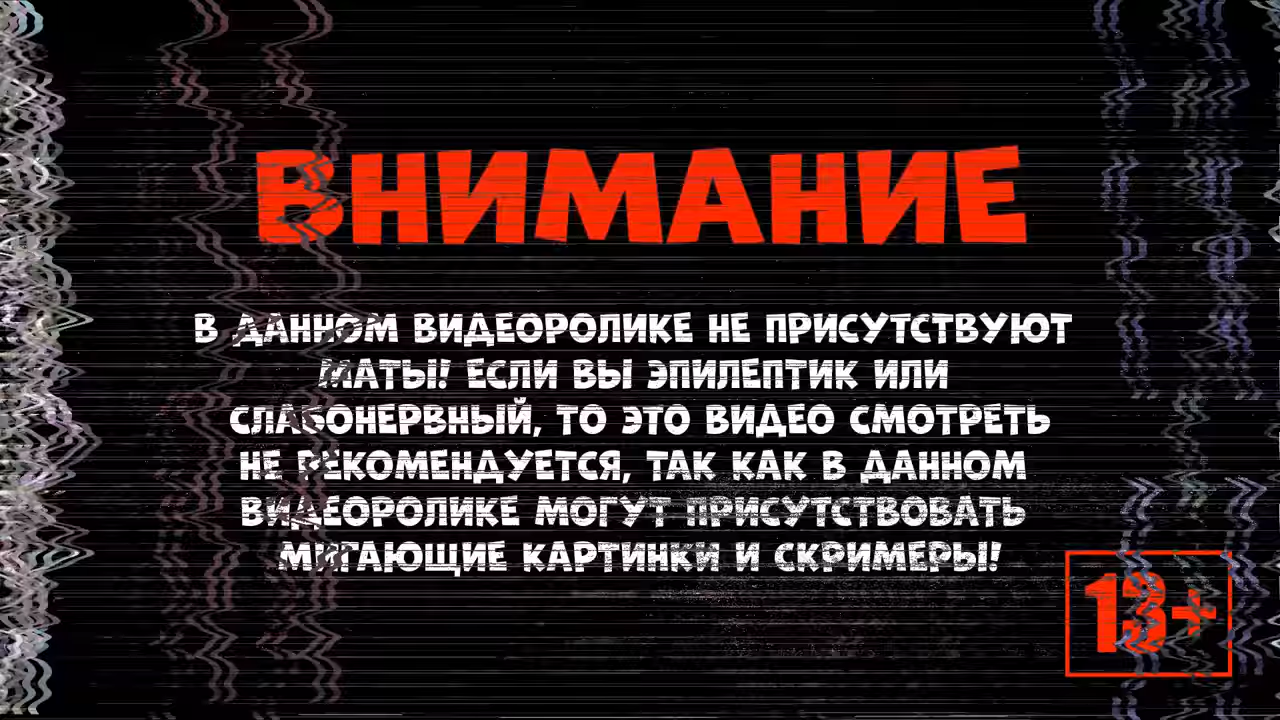 ВНИМАНИЕ
В ДАННОМ ВИДЕОРОЛИКЕ НЕ ПРИСУТСТВУЮТ
МАТЫ! ЕСЛИ ВЫ ЭПИЛЕПТИК ИЛИ
СЛАБОНЕРВНЫЙ, ТО ЭТО ВИДЕО СМОТРЕТЬ
НЕ РЕКОМЕНДУЕТСЯ, ТАК КАК В ДАННОМ
ВИДЕОРОЛИКЕ МОГУТ ПРИСУТСТВОВАТЬ
МИГАЮЩИЕ КАРТИНКИ И СКРИМЕРЫ!
13+